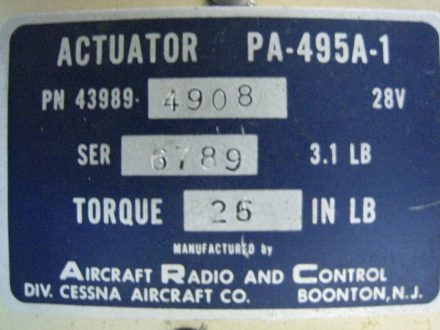 ACTUATOR PA-495A-1
PN 43989- 4908 28V
SER 6789 3.1 LB
TORQUE 26 IN LB
MANUFACTURED by
AIRCRAFT RADIO AND CONTROL
DIV. CESSNA AIRCRAFT CO. BOONTON, N.J.